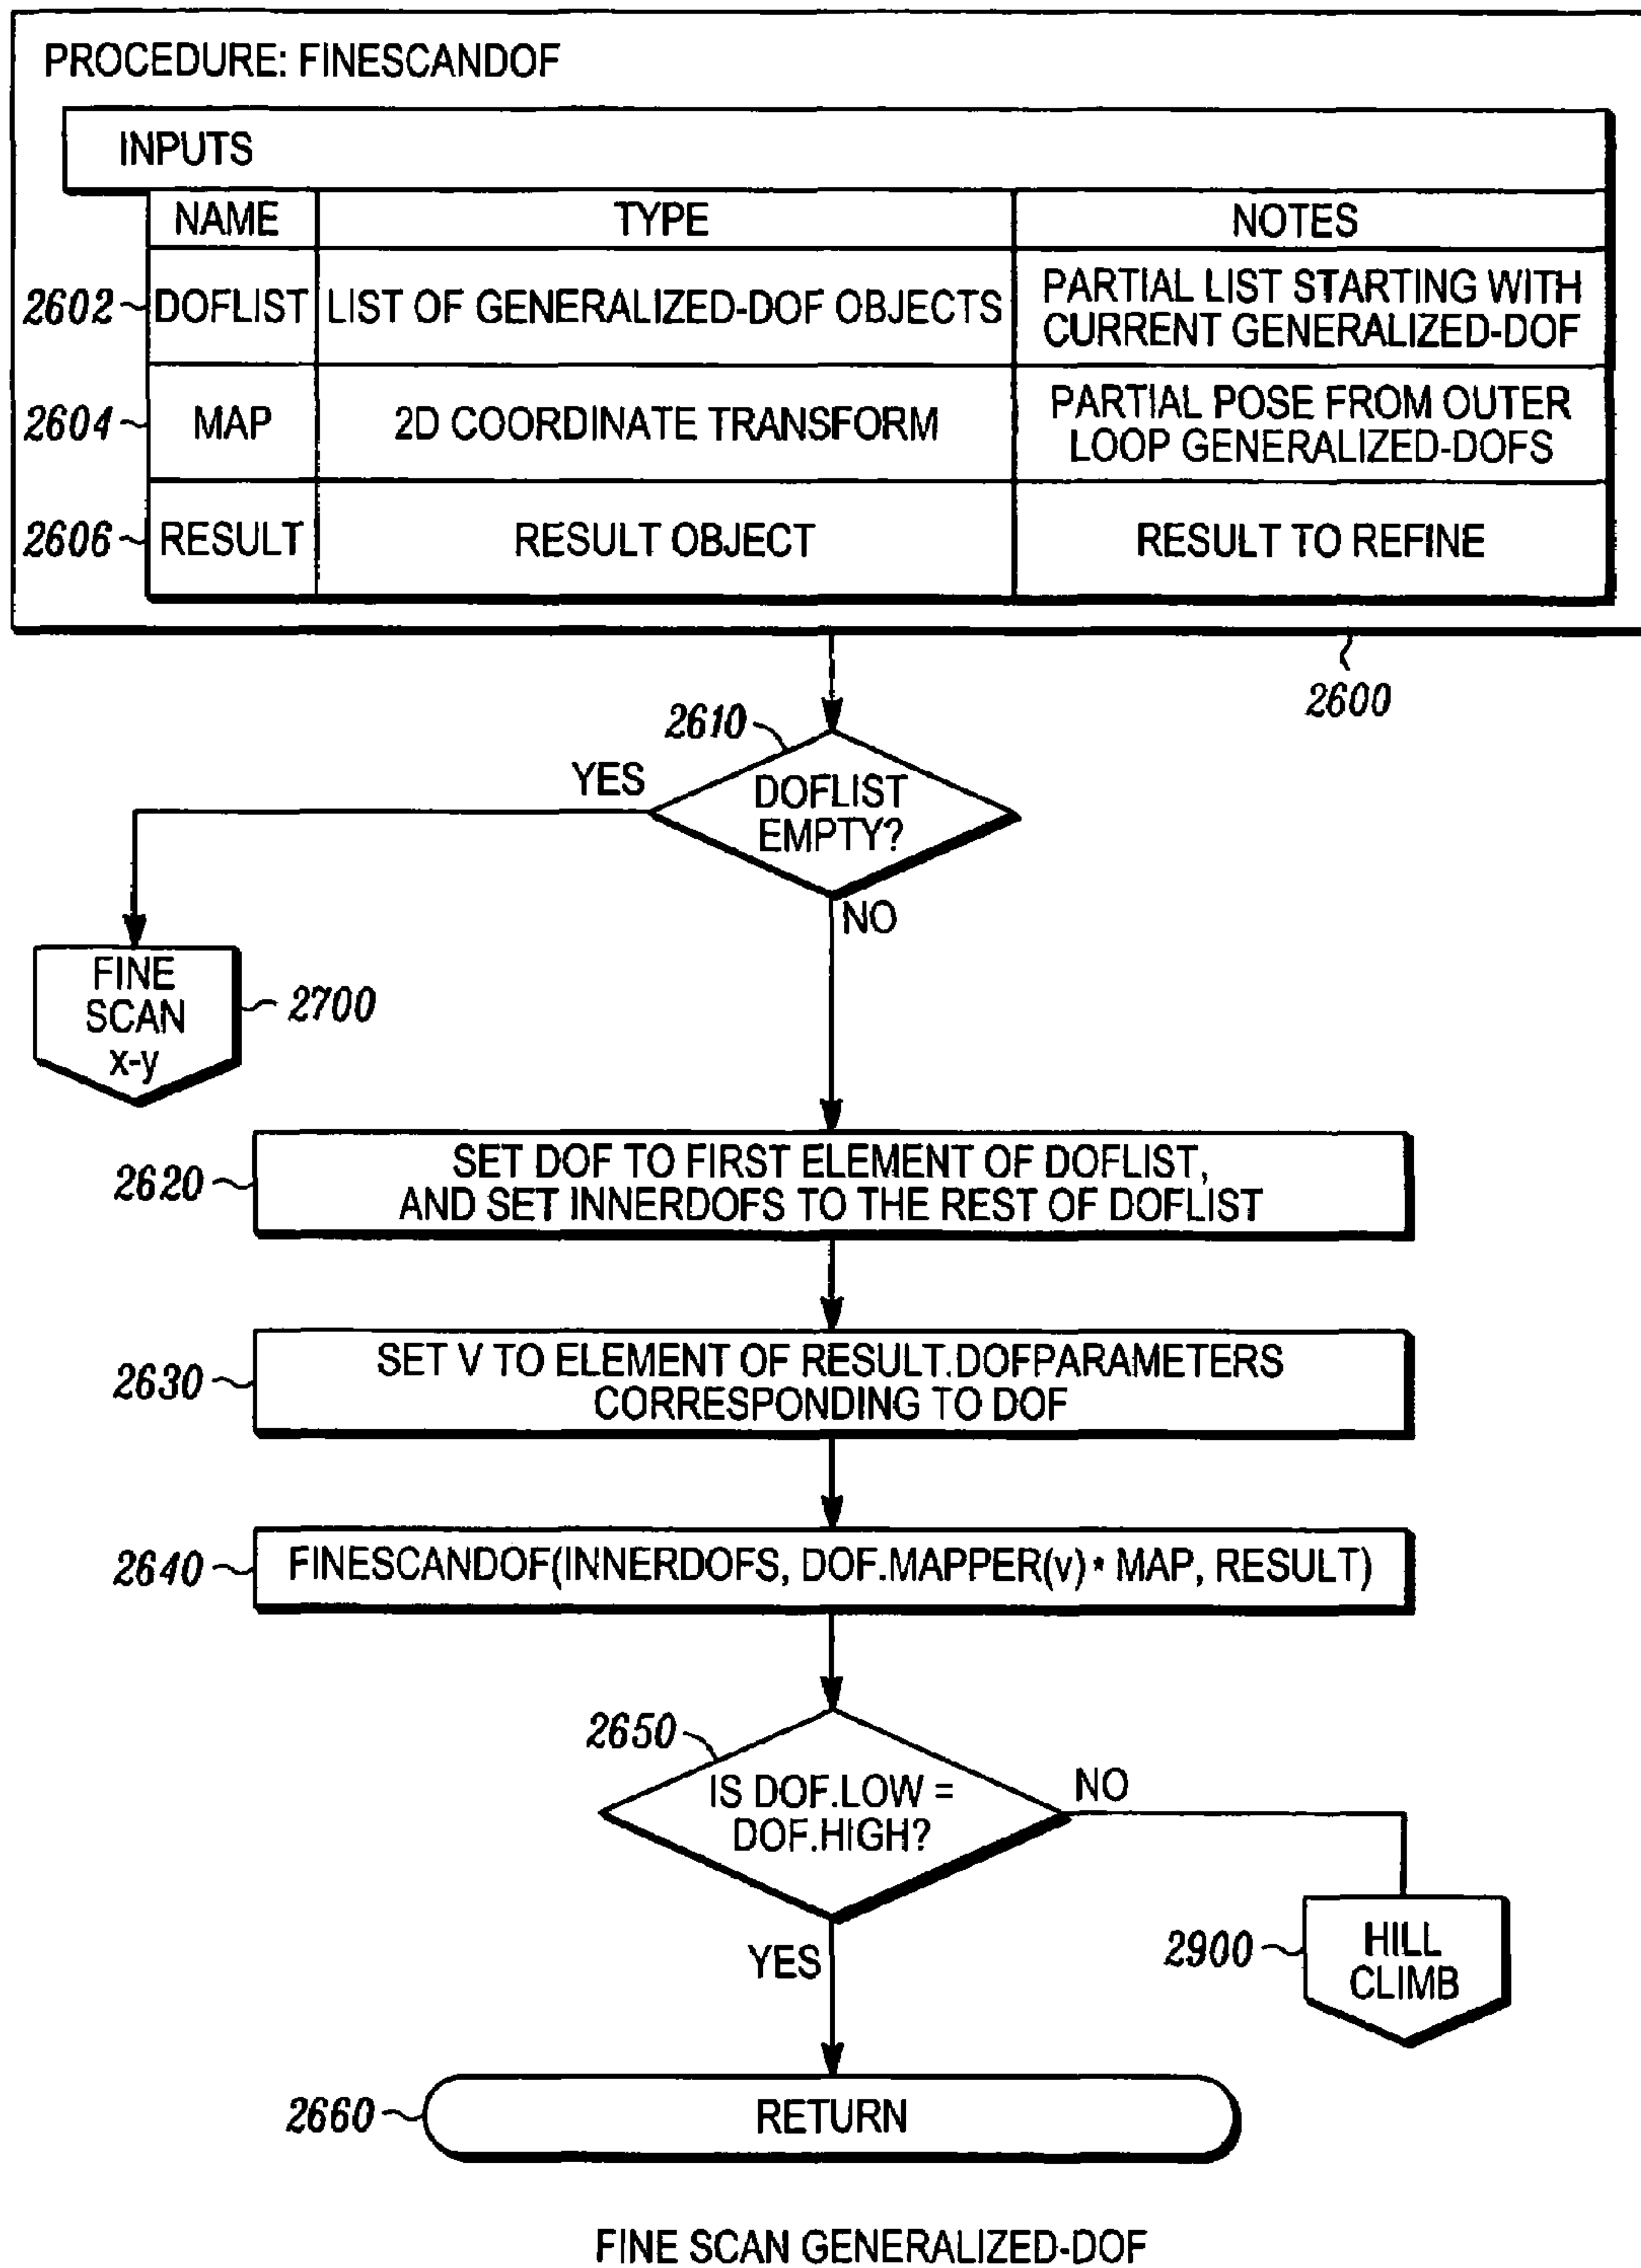 PROCEDURE: FINESCANDOF
INPUTS
NAME TYPE NOTES
2602 DOFLIST LIST OF GENERALIZED-DOF OBJECTS PARTIAL LIST STARTING WITH
CURRENT GENERALIZED-DOF
2604 MAP 2D COORDINATE TRANSFORM PARTIAL POSE FROM OUTER
LOOP GENERALIZED-DOFS
2606 RESULT RESULT OBJECT RESULT TO REFINE
2600
2610
YES
DOFLIST
EMPTY?
NO
FINE
SCAN
x-y
2700
2620
SET DOF TO FIRST ELEMENT OF DOFLIST,
AND SET INNERDOFS TO THE REST OF DOFLIST
2630
SET V TO ELEMENT OF RESULT.DOFPARAMETERS
CORRESPONDING TO DOF
2640
FINESCANDOF(INNERDOFS, DOF.MAPPER(v) * MAP, RESULT)
2650
IS DOF.LOW =
DOF.HIGH?
NO
YES
2900
HILL
CLIMB
2660
RETURN
FINE SCAN GENERALIZED-DOF